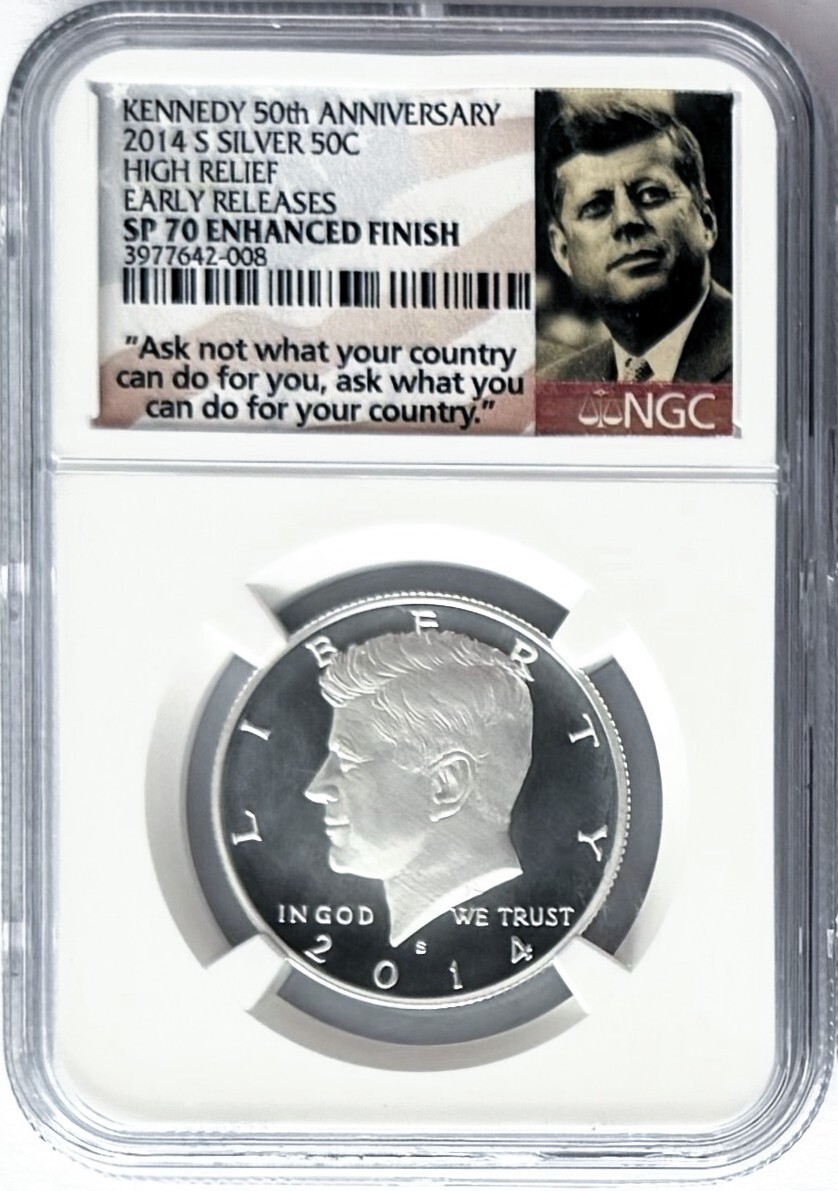 KENNEDY 50th ANNIVERSARY
2014 S SILVER 50C
HIGH RELIEF
EARLY RELEASES
SP 70 ENHANCED FINISH
3977642-008
"Ask not what your country
can do for you, ask what you
can do for your country."
NGC
LIBERTY
IN GOD WE TRUST
S
2014